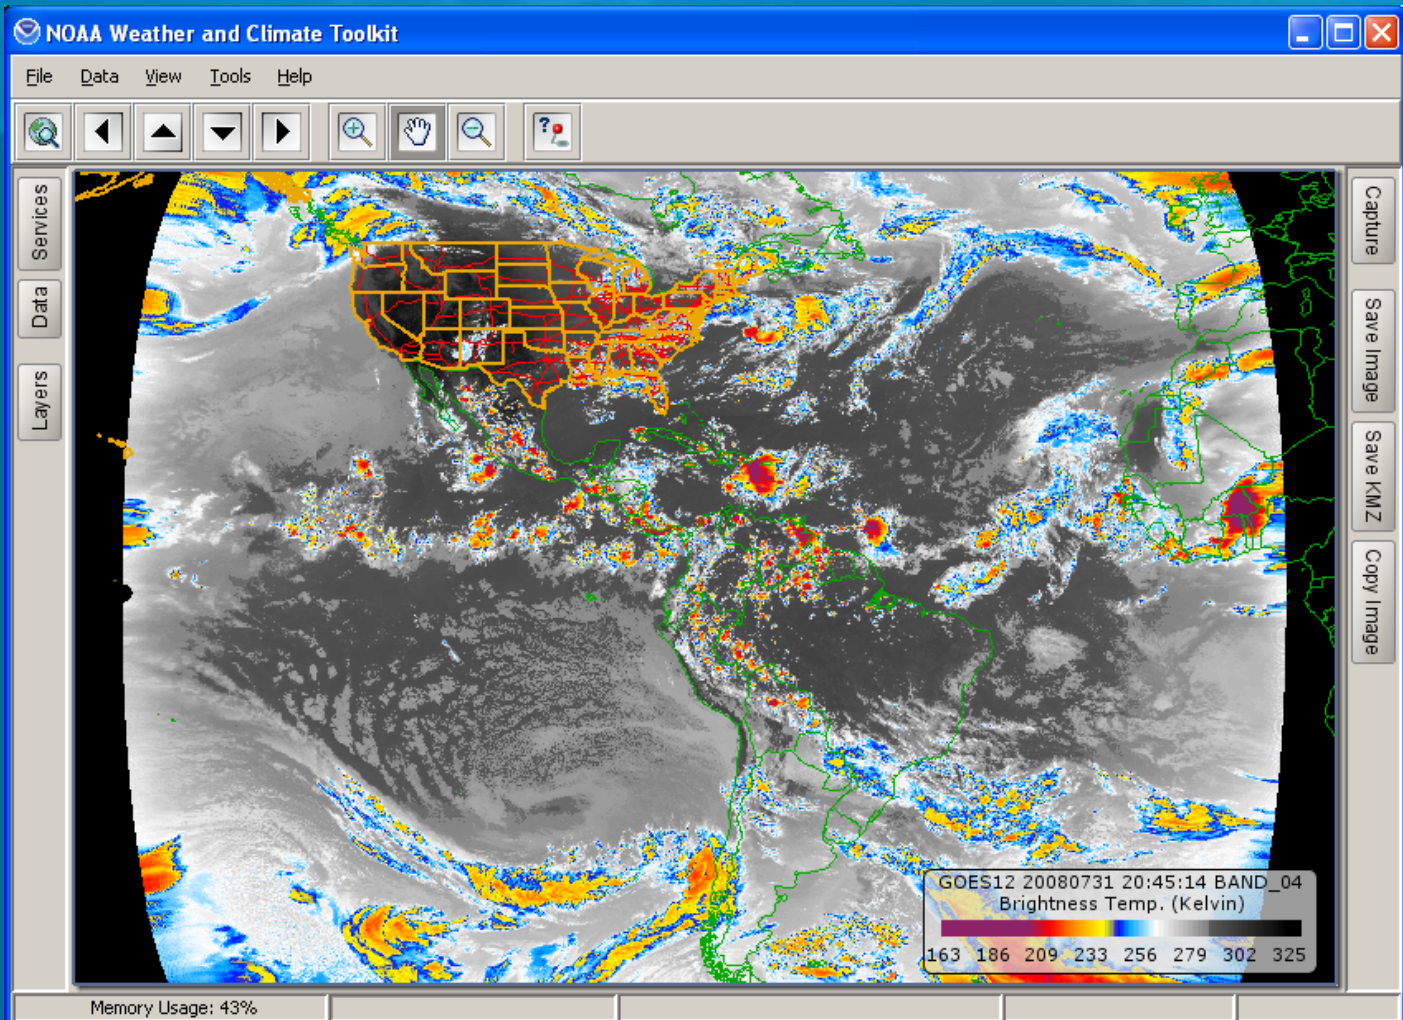 NOAA Weather and Climate Toolkit
File Data View Tools Help
Services
Data
Layers
Capture
Save Image
Save KMZ
Copy Image
GOES12 20080731 20:45:14 BAND_04
Brightness Temp. (Kelvin)
163 186 209 233 256 279 302 325
Memory Usage: 43%